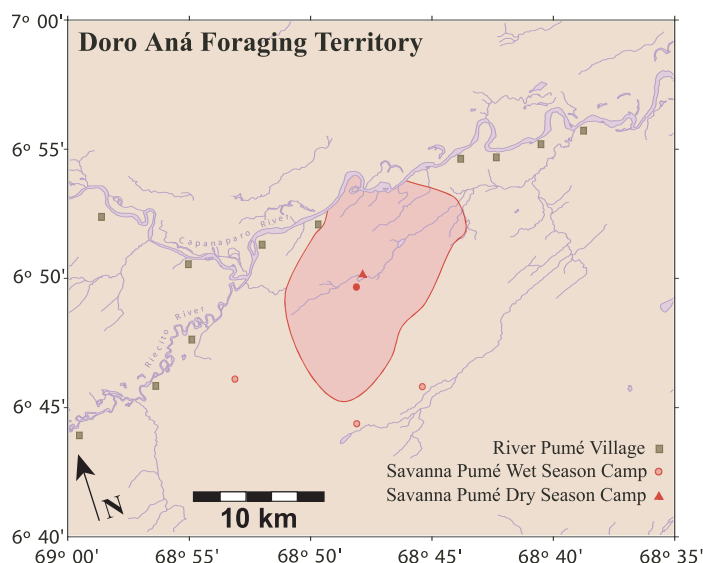 7º 00'
Doro Aná Foraging Territory
6º 55'
Capanaparo River
6º 50'
Riecito River
6º 45'
River Pumé Village
Savanna Pumé Wet Season Camp
Savanna Pumé Dry Season Camp
N
10 km
6º 40'
69º 00' 68º 55' 68º 50' 68º 45' 68º 40' 68º 35'